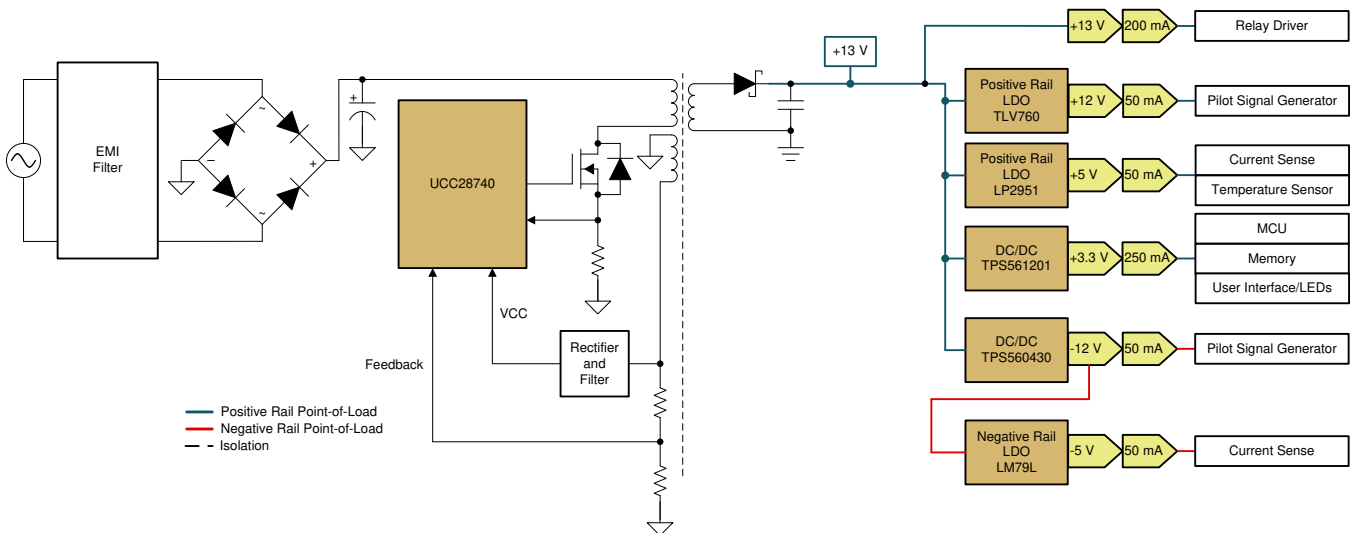 EMI
Filter
~
−
+
~
+
UCC28740
VCC
Feedback
Rectifier
and
Filter
Positive Rail Point-of-Load
Negative Rail Point-of-Load
Isolation
+13 V
+13 V
200 mA
Relay Driver
Positive Rail
LDO
TLV760
+12 V
50 mA
Pilot Signal Generator
Positive Rail
LDO
LP2951
+5 V
50 mA
Current Sense
Temperature Sensor
DC/DC
TPS561201
+3.3 V
250 mA
MCU
Memory
User Interface/LEDs
DC/DC
TPS560430
-12 V
50 mA
Pilot Signal Generator
Negative Rail
LDO
LM79L
-5 V
50 mA
Current Sense